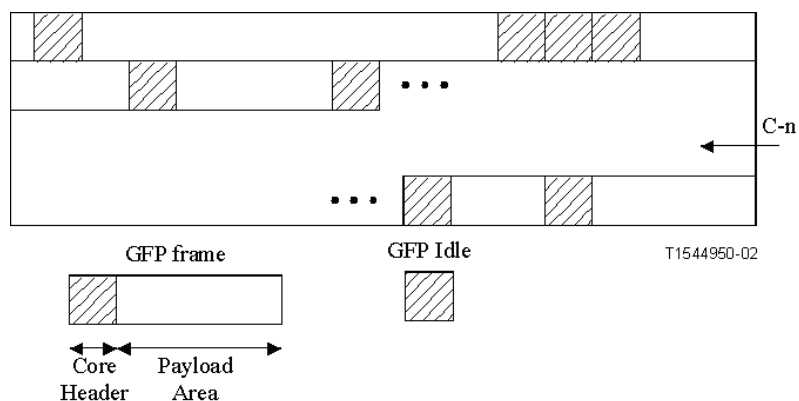 C-n
GFP frame
GFP Idle
T1544950-02
Core
Header
Payload
Area